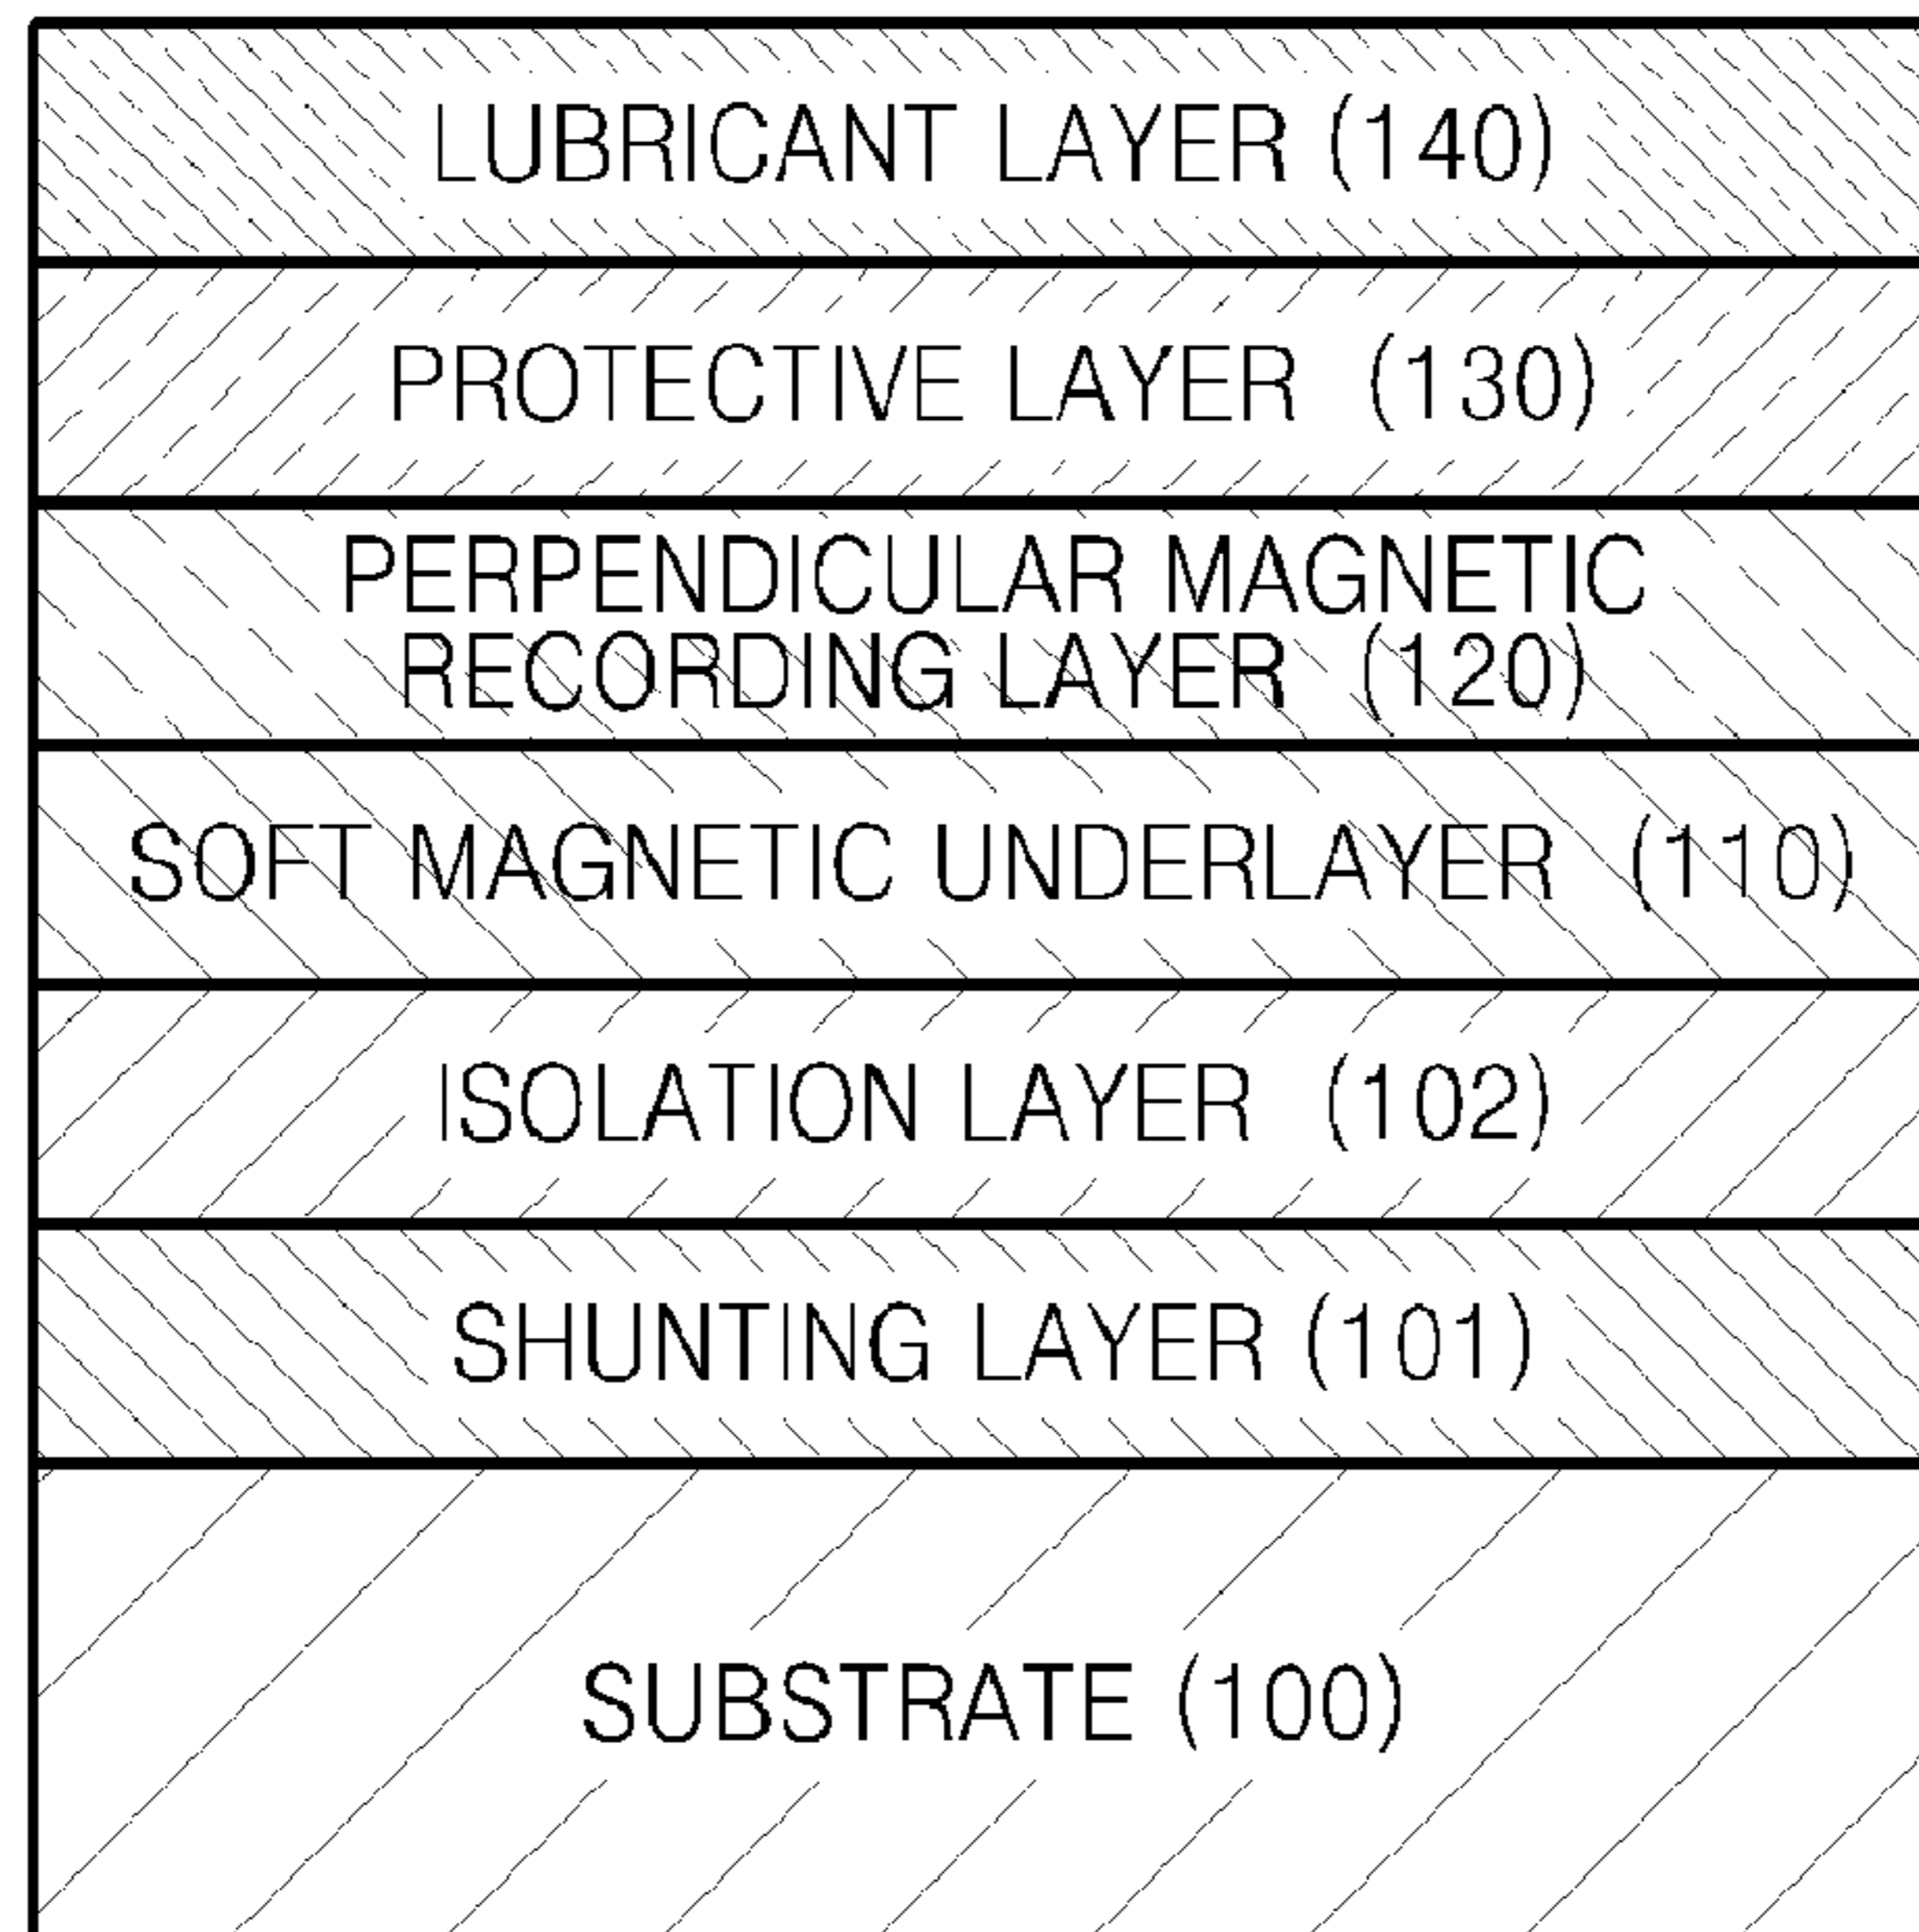 LUBRICANT LAYER (140)
PROTECTIVE LAYER (130)
PERPENDICULAR MAGNETIC
RECORDING LAYER (120)
SOFT MAGNETIC UNDERLAYER (110)
ISOLATION LAYER (102)
SHUNTING LAYER (101)
SUBSTRATE (100)